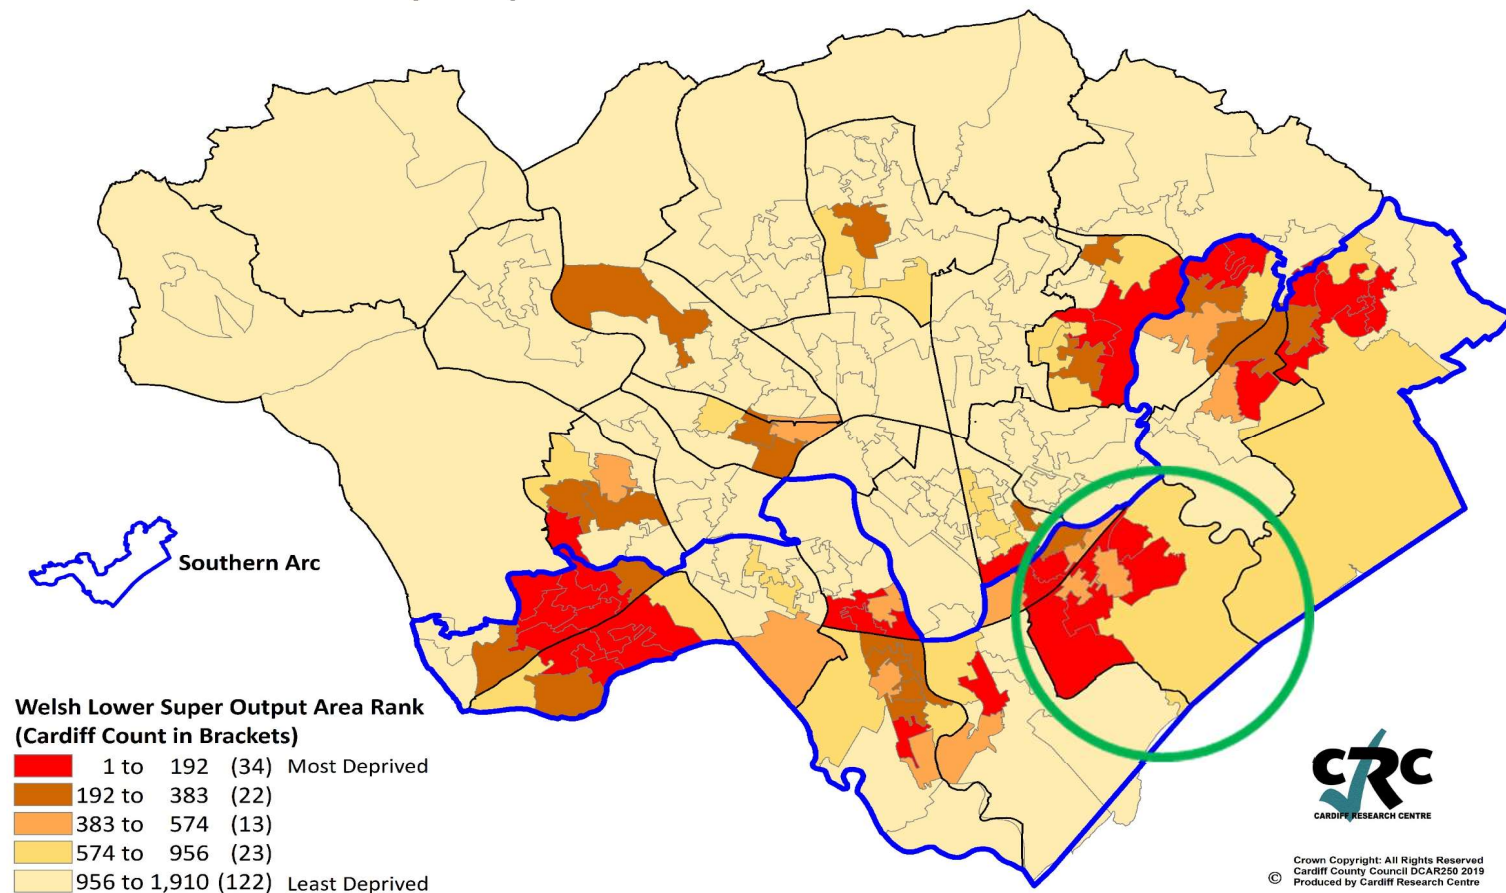 Southern Arc
Welsh Lower Super Output Area Rank
(Cardiff Count in Brackets)
1 to 192 (34) Most Deprived
192 to 383 (22)
383 to 574 (13)
574 to 956 (23)
956 to 1,910 (122) Least Deprived
CRC
CARDIFF RESEARCH CENTRE
Crown Copyright: All Rights Reserved
© Cardiff County Council DCAR250 2019
Produced by Cardiff Research Centre